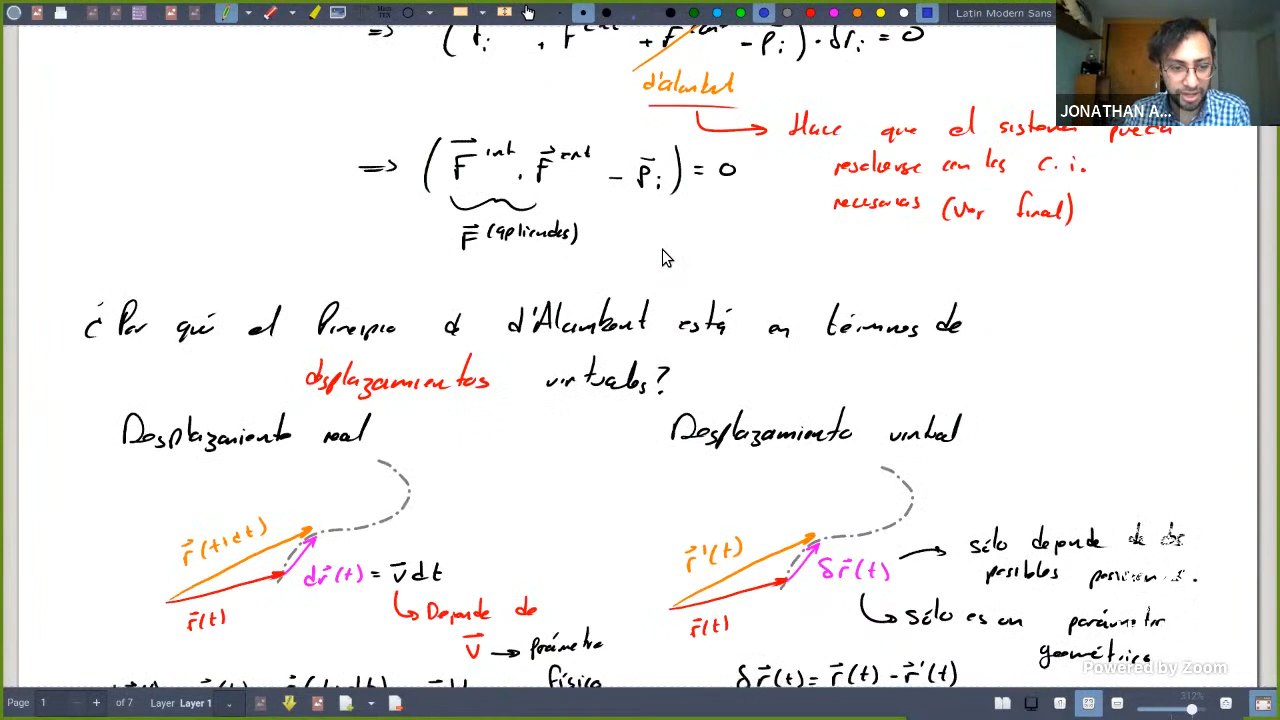 Latin Modern Sans
JONATHAN A...
d'Alambert
Hace que el sistema pueda
resolverse con las c.i.
necesarias (Ver final)
=> ( F⃗ int . F⃗ ext - p⃗ i ) = 0
F⃗ (aplicadas)
¿Por qué el Principio d d'Alambert está en términos de
desplazamientos virtuales?
Desplazamiento real
Desplazamiento virtual
r⃗(t+dt)
dr⃗(t) = v⃗dt
r⃗(t)
Depende de
v⃗ → parámetro
físico
r⃗'(t)
δr⃗(t)
r⃗(t)
sólo depende de
posibles
Sólo es un parámetro
geométrico
δr⃗(t) = r⃗(t) - r⃗'(t)
Powered by Zoom
Page 1 of 7 Layer Layer 1
312%